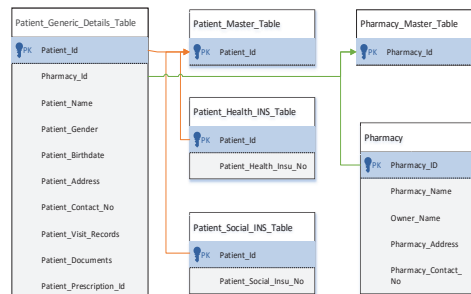 Patient_Generic_Details_Table
PK Patient_Id
Pharmacy_Id
Patient_Name
Patient_Gender
Patient_Birthdate
Patient_Address
Patient_Contact_No
Patient_Visit_Records
Patient_Documents
Patient_Prescription_Id
Patient_Master_Table
PK Patient_Id
Patient_Health_INS_Table
PK Patient_Id
Patient_Health_Insu_No
Patient_Social_INS_Table
PK Patient_Id
Patient_Social_Insu_No
Pharmacy_Master_Table
PK Pharmacy_Id
Pharmacy
PK Pharmacy_ID
Pharmacy_Name
Owner_Name
Pharmacy_Address
Pharmacy_Contact_
No